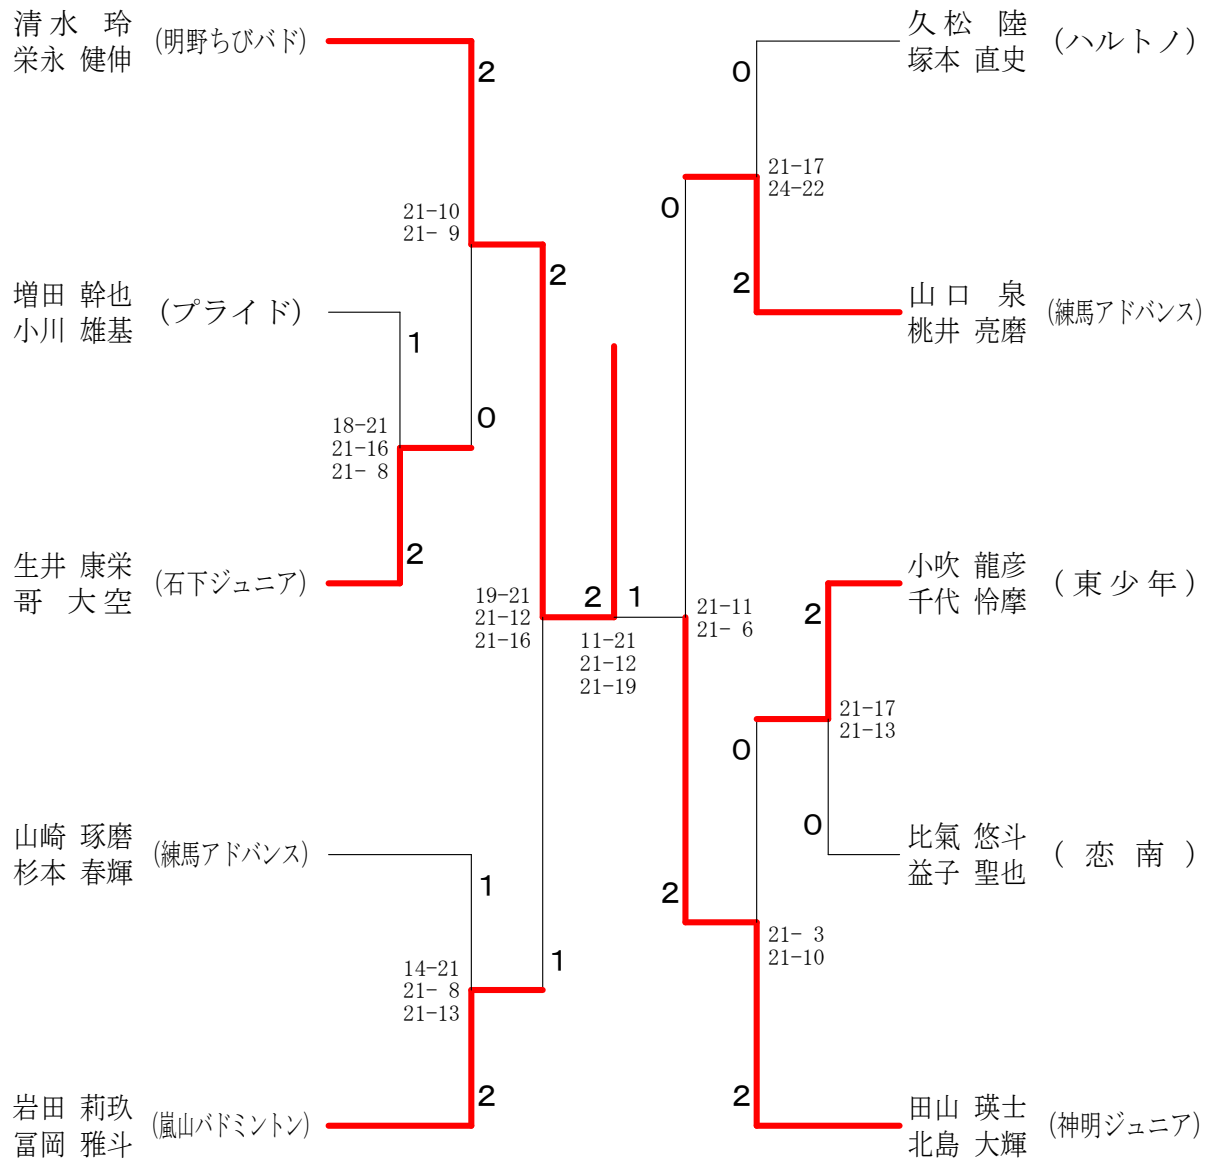 清水 玲
栄永 健伸
(明野ちびバド)
2
21-10
21- 9
増田 幹也
小川 雄基
(プライド)
1
18-21
21-16
21- 8
0
2
生井 康栄
哥 大空
(石下ジュニア)
2
19-21
21-12
21-16
山崎 琢磨
杉本 春輝
(練馬アドバンス)
1
14-21
21- 8
21-13
1
2
岩田 莉玖
冨岡 雅斗
(嵐山バドミントン)
2
1
11-21
21-12
21-19
久松 陸
塚本 直史
(ハルトノ)
0
21-17
24-22
0
2
山口 泉
桃井 亮磨
(練馬アドバンス)
21-11
21- 6
小吹 龍彦
千代 怜摩
(東少年)
2
21-17
21-13
0
0
比氣 悠斗
益子 聖也
(恋南)
2
21- 3
21-10
2
田山 瑛士
北島 大輝
(神明ジュニア)